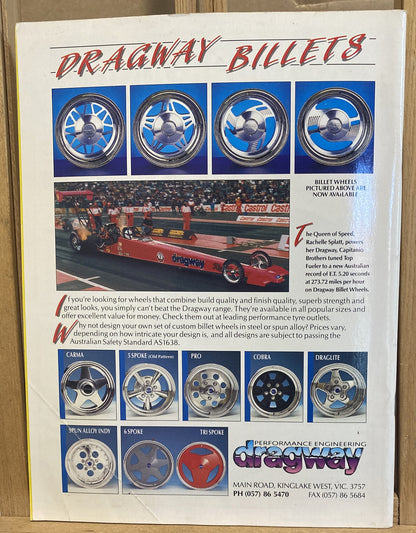 DRAGWAY BILLETS
BILLET WHEELS
PICTURED ABOVE ARE
NOW AVAILABLE
Castrol Castrol Castrol
dragway
The Queen of Speed,
Rachelle Splatt, powers
her Dragway, Capitanio
Brothers tuned Top
Fueler to a new Australian
record of E.T. 5.20 seconds
at 273.72 miles per hour
on Dragway Billet Wheels.
If you're looking for wheels that combine build quality and finish quality, superb strength and
great looks, you simply can't beat the Dragway range. They're available in all popular sizes and
offer excellent value for money. Check them out at leading performance tyre outlets.
Why not design your own set of custom billet wheels in steel or spun alloy? Prices vary,
depending on how intricate your design is, and all designs are subject to passing the
Australian Safety Standard AS1638.
CARMA
5 SPOKE (Old Pattern)
PRO
COBRA
DRAGLITE
SPUN ALLOY INDY
6 SPOKE
TRI SPOKE
PERFORMANCE ENGINEERING
dragway
MAIN ROAD, KINGLAKE WEST, VIC. 3757
PH (057) 86 5470 FAX (057) 86 5684